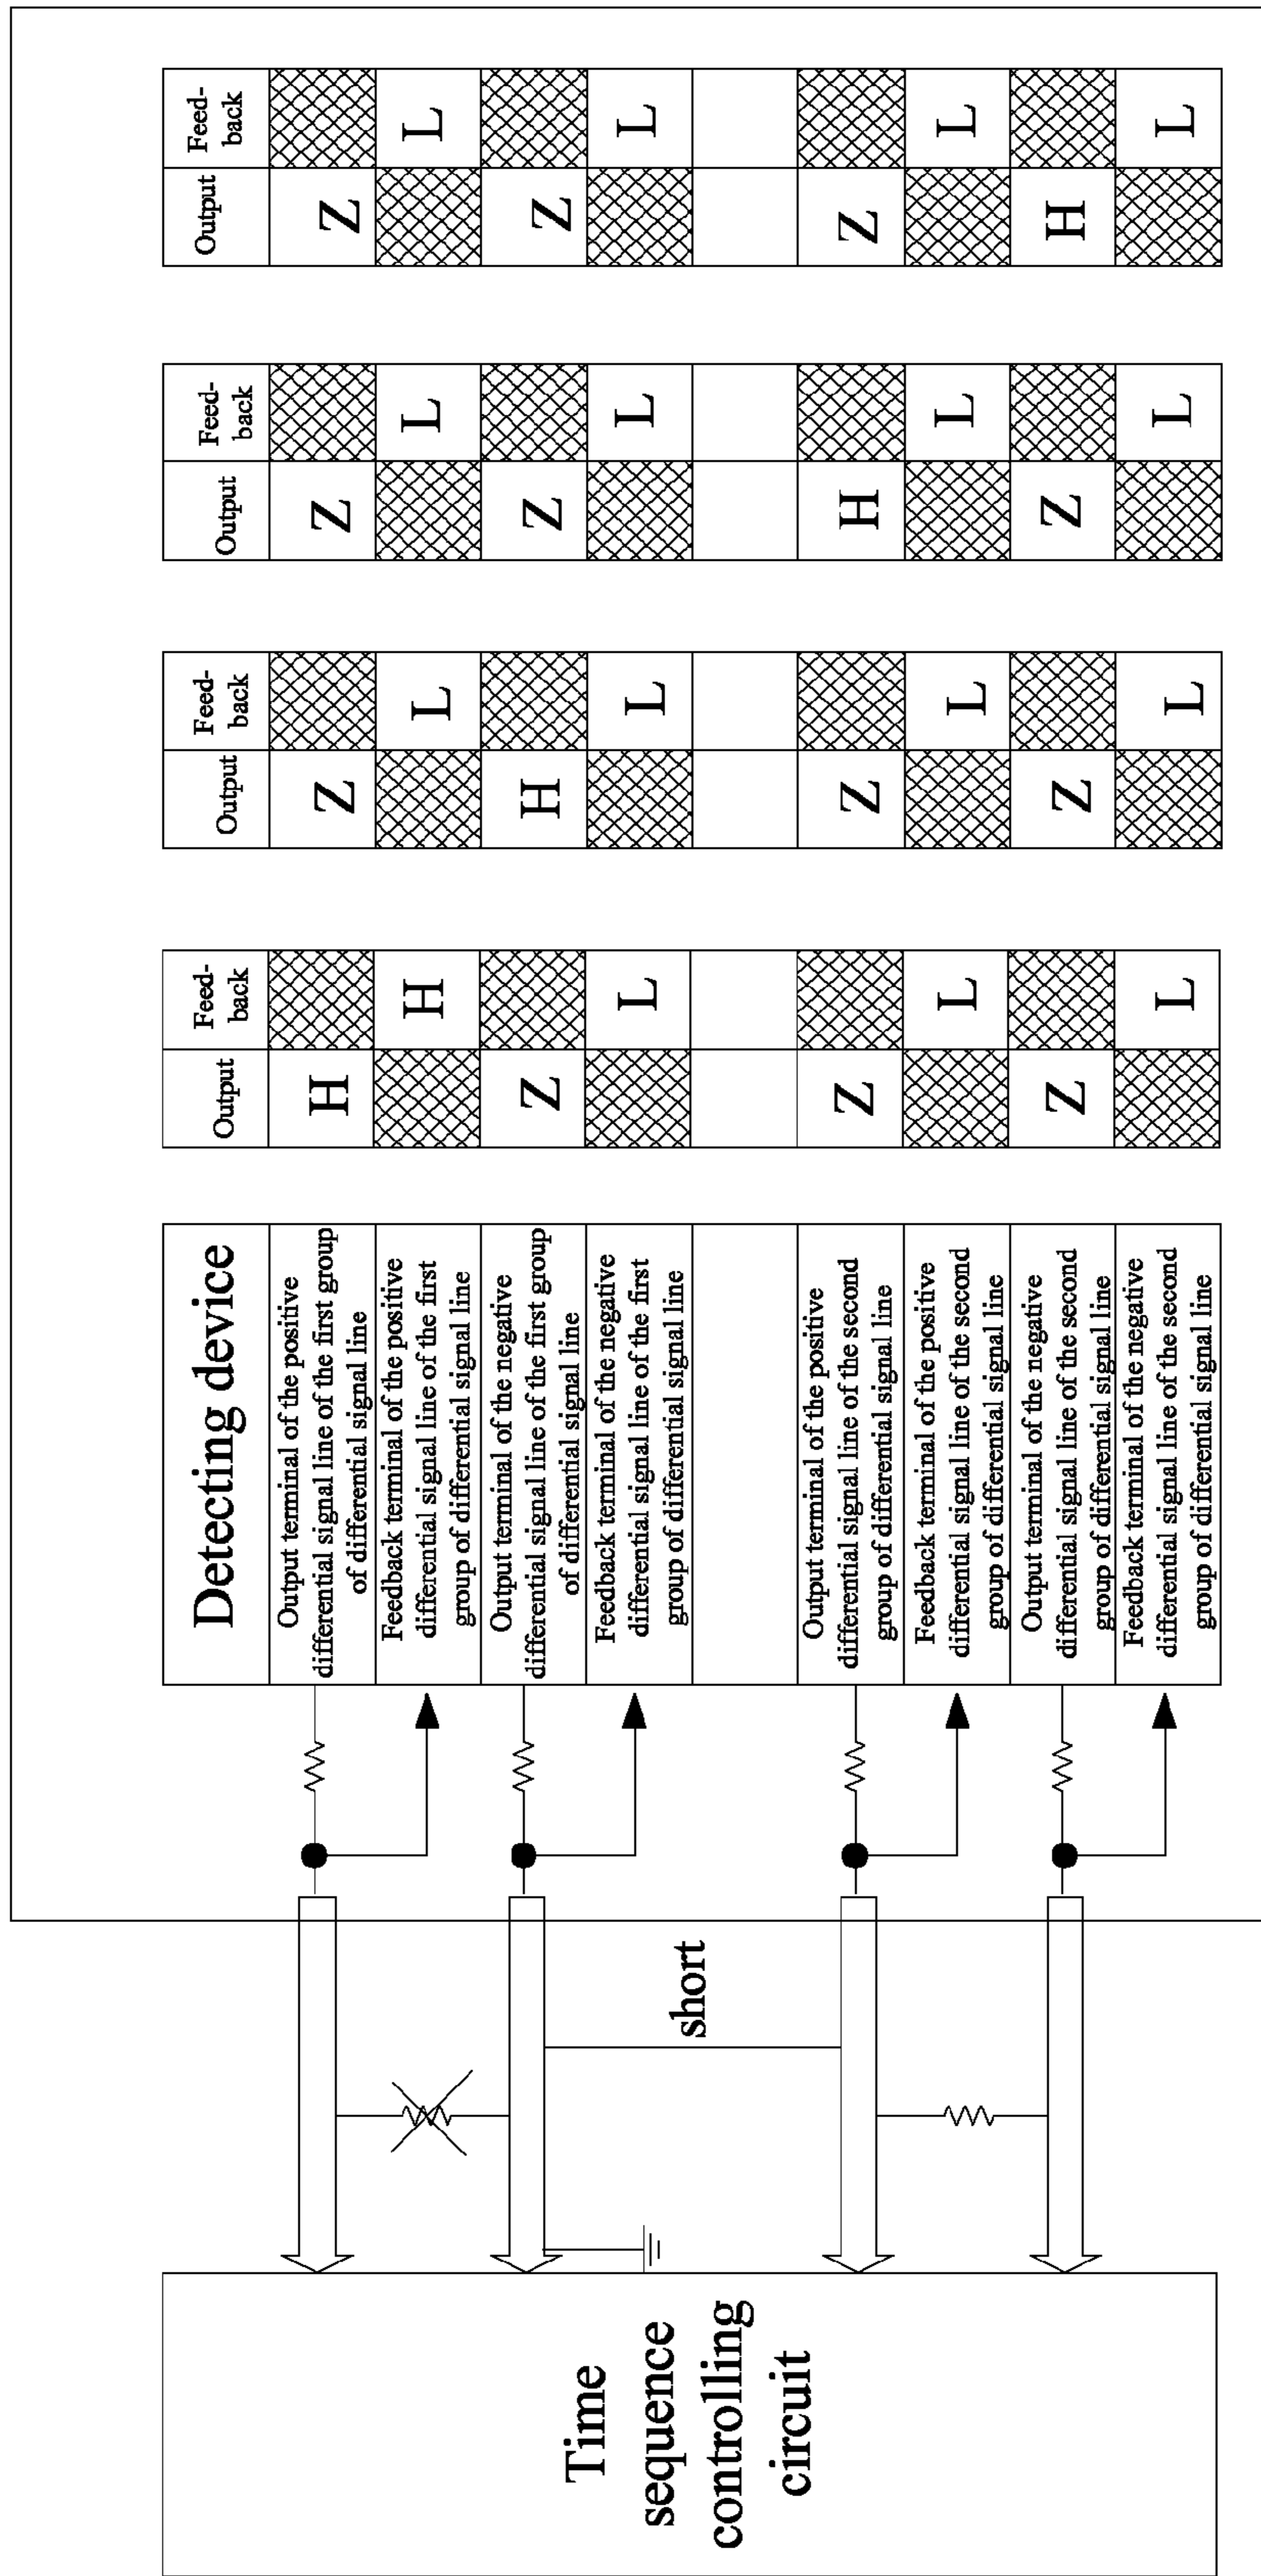 Time
sequence
controlling
circuit
short
Detecting device
Output terminal of the positive
differential signal line of the first group
of differential signal line
Feedback terminal of the positive
differential signal line of the first
group of differential signal line
Output terminal of the negative
differential signal line of the first group
of differential signal line
Feedback terminal of the negative
differential signal line of the first
group of differential signal line
Output terminal of the positive
differential signal line of the second
group of differential signal line
Feedback terminal of the positive
differential signal line of the second
group of differential signal line
Output terminal of the negative
differential signal line of the second
group of differential signal line
Feedback terminal of the negative
differential signal line of the second
group of differential signal line
Output
Feed-
back
H
H
Z
L
Z
L
Z
L
Output
Feed-
back
Z
L
H
L
Z
L
Z
L
Output
Feed-
back
Z
L
Z
L
H
L
Z
L
Output
Feed-
back
Z
L
Z
L
Z
L
H
L